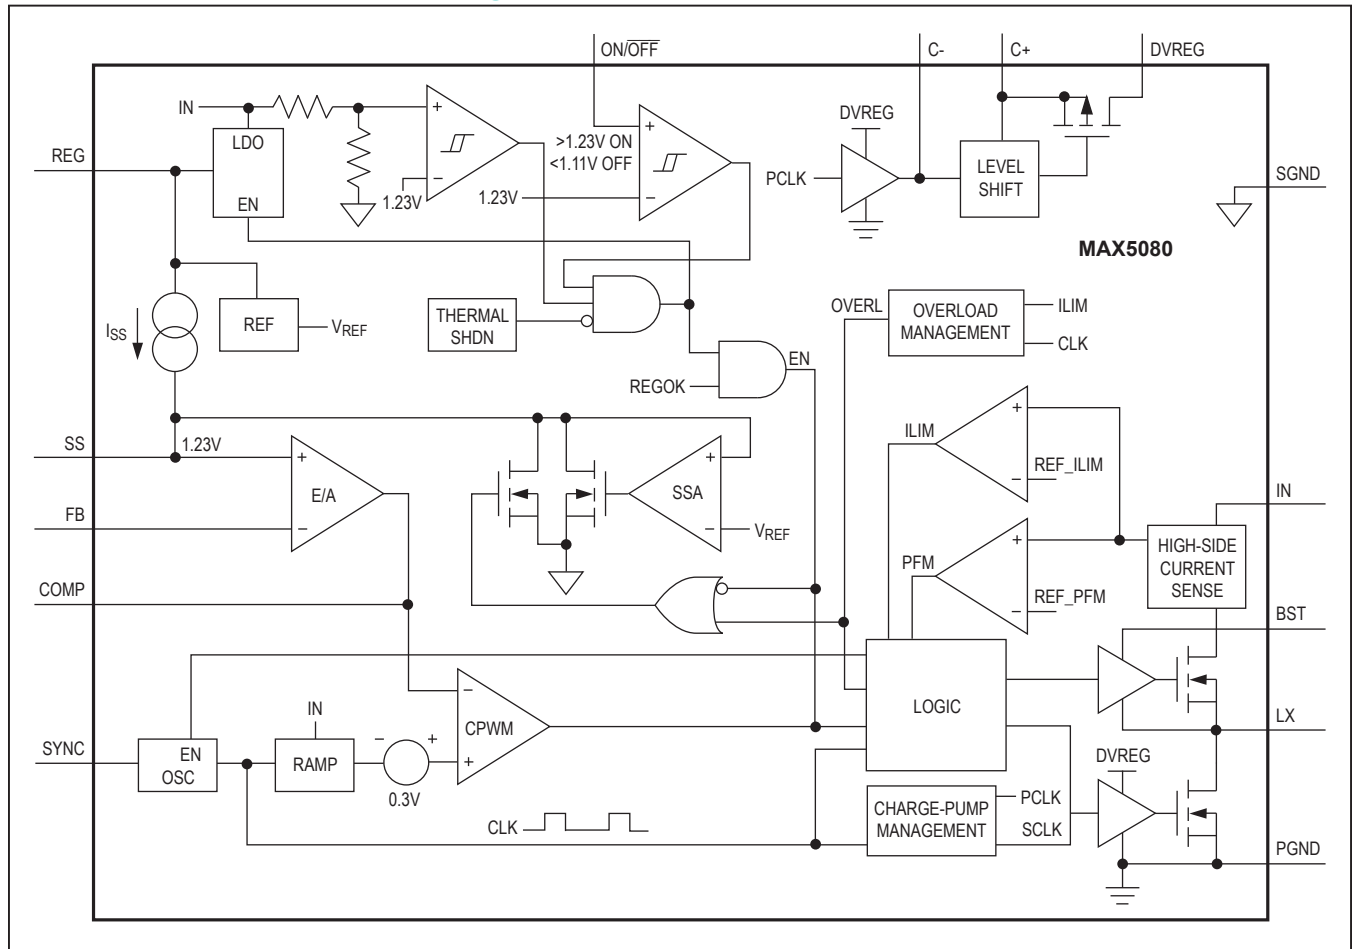 ON/OFF
C-
C+
DVREG
IN
LDO
EN
REG
+
−
1.23V
>1.23V ON
<1.11V OFF
1.23V
+
−
DVREG
PCLK
LEVEL
SHIFT
SGND
MAX5080
ISS
REF
VREF
THERMAL
SHDN
OVERL
OVERLOAD
MANAGEMENT
ILIM
CLK
EN
REGOK
SS
1.23V
+
E/A
−
FB
+
SSA
−
VREF
ILIM
+
REF_ILIM
−
PFM
+
REF_PFM
−
HIGH-SIDE
CURRENT
SENSE
IN
COMP
BST
LOGIC
LX
−
CPWM
+
SYNC
EN
OSC
IN
RAMP
−
+
0.3V
CLK
CHARGE-PUMP
MANAGEMENT
PCLK
SCLK
DVREG
PGND